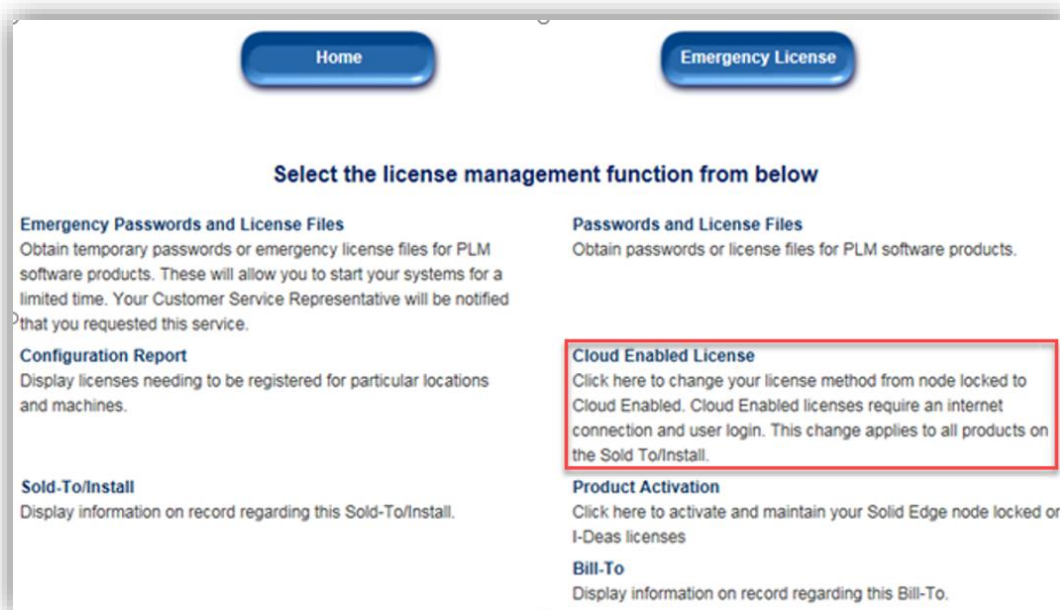 Home
Emergency License
Select the license management function from below
Emergency Passwords and License Files
Obtain temporary passwords or emergency license files for PLM
software products. These will allow you to start your systems for a
limited time. Your Customer Service Representative will be notified
that you requested this service.
Passwords and License Files
Obtain passwords or license files for PLM software products.
Configuration Report
Display licenses needing to be registered for particular locations
and machines.
Cloud Enabled License
Click here to change your license method from node locked to
Cloud Enabled. Cloud Enabled licenses require an internet
connection and user login. This change applies to all products on
the Sold To/Install.
Sold-To/Install
Display information on record regarding this Sold-To/Install.
Product Activation
Click here to activate and maintain your Solid Edge node locked or
I-Deas licenses
Bill-To
Display information on record regarding this Bill-To.